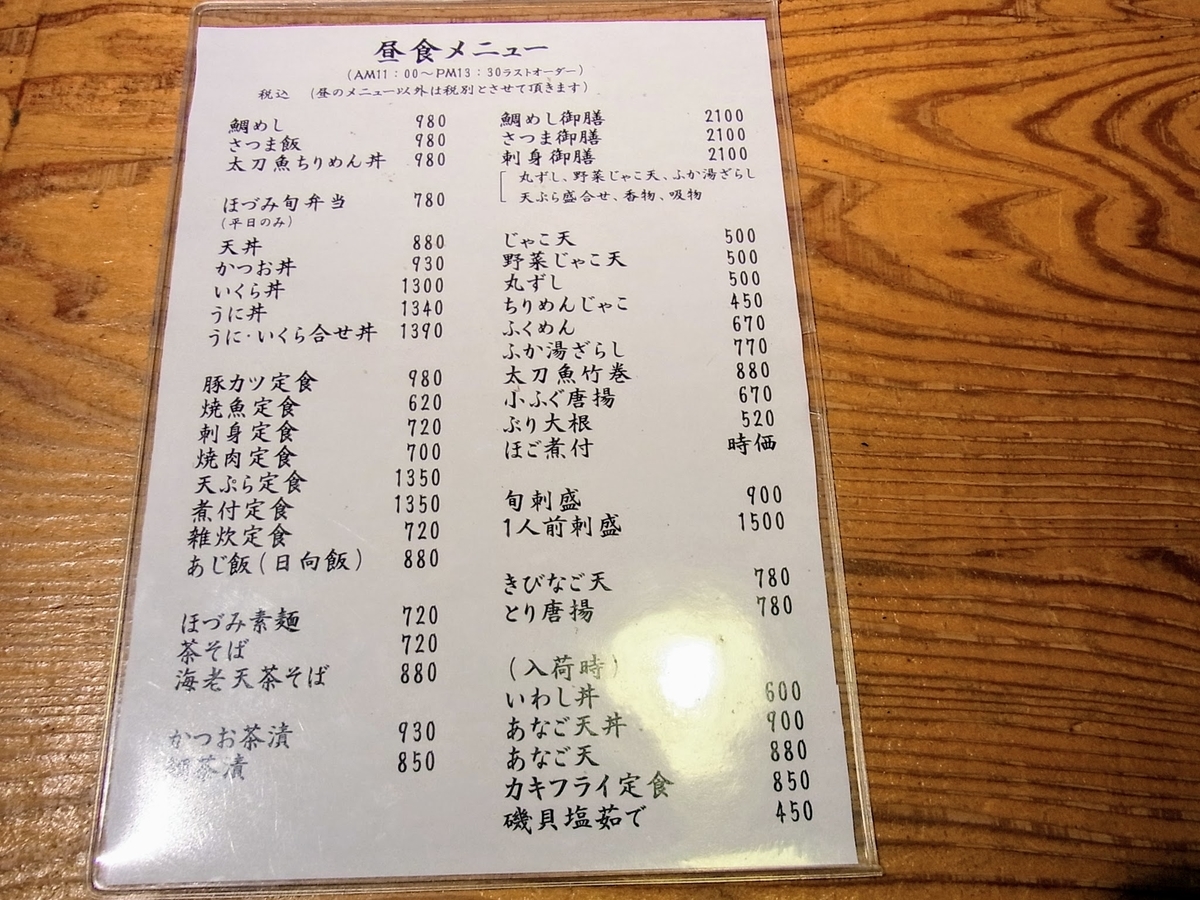 昼食メニュー
(AM11:00〜PM13:30ラストオーダー)
税込 (昼のメニュー以外は税別とさせて頂きます)
鯛めし 980
さつま飯 980
太刀魚ちりめん丼 980
ほづみ旬弁当 780
(平日のみ)
天丼 880
かつお丼 930
いくら丼 1300
うに丼 1340
うに·いくら合せ丼 1390
豚カツ定食 980
焼魚定食 620
刺身定食 720
焼肉定食 700
天ぷら定食 1350
煮付定食 1350
雑炊定食 720
あじ飯(日向飯) 880
ほづみ素麺 720
茶そば 720
海老天茶そば 880
かつお茶漬 930
鯛茶漬 850
鯛めし御膳 2100
さつま御膳 2100
刺身御膳 2100
丸ずし、野菜じゃこ天、ふか湯ざらし
天ぷら盛合せ、香物、吸物
じゃこ天 500
野菜じゃこ天 500
丸ずし 500
ちりめんじゃこ 450
ふくめん 670
ふか湯ざらし 770
太刀魚竹巻 880
小ふぐ唐揚 670
ぶり大根 520
ほご煮付 時価
旬刺盛 900
1人前刺盛 1500
きびなご天 780
とり唐揚 780
(入荷時)
いわし丼 600
あなご天丼 900
あなご天 880
カキフライ定食 850
磯貝塩茹で 450